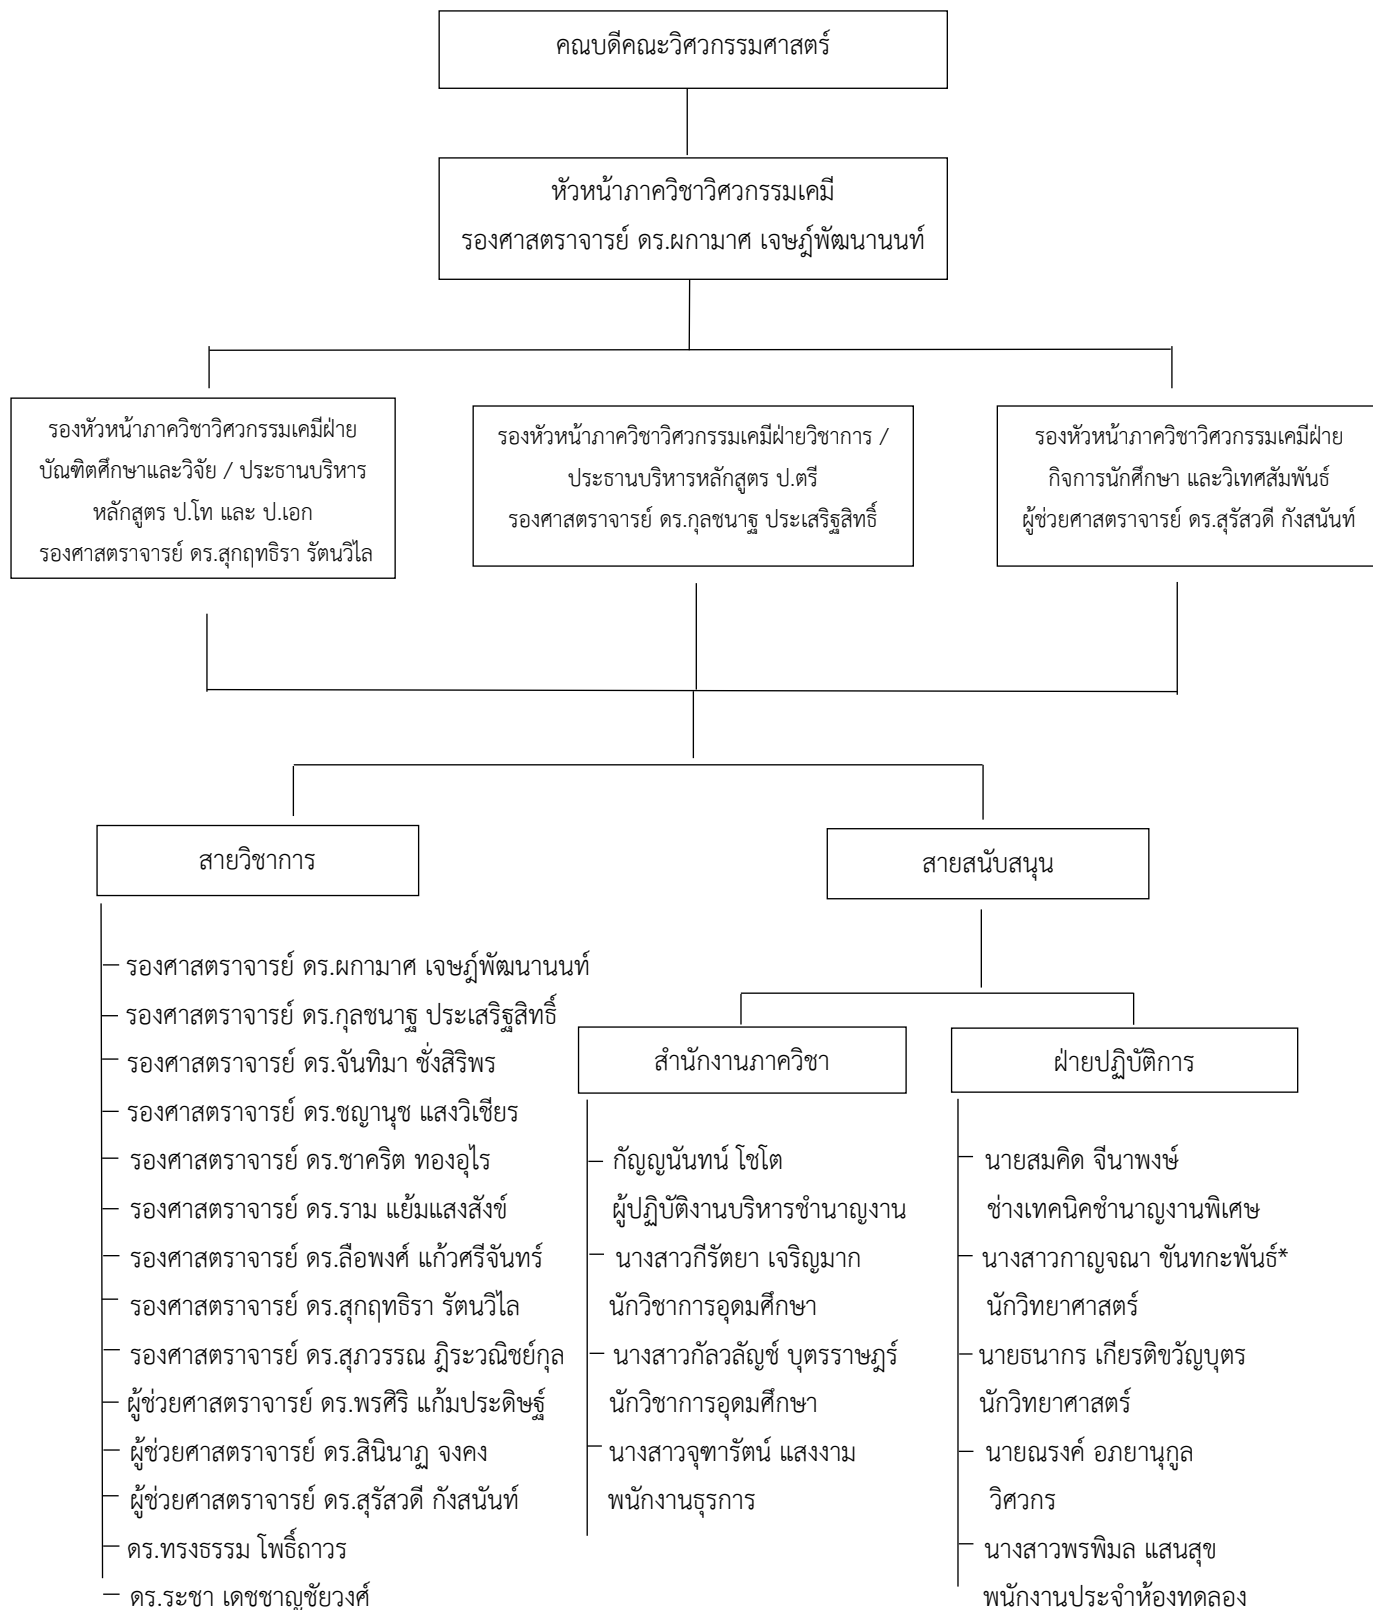 คณบดีคณะวิศวกรรมศาสตร์
หัวหน้าภาควิชาวิศวกรรมเคมี
รองศาสตราจารย์ ดร.ผกามาศ เจษฎ์พัฒนานนท์
รองหัวหน้าภาควิชาวิศวกรรมเคมีฝ่าย
บัณฑิตศึกษาและวิจัย / ประธานบริหาร
หลักสูตร ป.โท และ ป.เอก
รองศาสตราจารย์ ดร.สุกฤทธิรา รัตนวิไล
รองหัวหน้าภาควิชาวิศวกรรมเคมีฝ่ายวิชาการ /
ประธานบริหารหลักสูตร ป.ตรี
รองศาสตราจารย์ ดร.กุลชนาฐ ประเสริฐสิทธิ์
รองหัวหน้าภาควิชาวิศวกรรมเคมีฝ่าย
กิจการนักศึกษา และวิเทศสัมพันธ์
ผู้ช่วยศาสตราจารย์ ดร.สุรัสวดี กังสนันท์
สายวิชาการ
รองศาสตราจารย์ ดร.ผกามาศ เจษฎ์พัฒนานนท์
รองศาสตราจารย์ ดร.กุลชนาฐ ประเสริฐสิทธิ์
รองศาสตราจารย์ ดร.จันทิมา ชั่งสิริพร
รองศาสตราจารย์ ดร.ชญานุช แสงวิเชียร
รองศาสตราจารย์ ดร.ชาคริต ทองอุไร
รองศาสตราจารย์ ดร.ราม แย้มแสงสังข์
รองศาสตราจารย์ ดร.ลือพงศ์ แก้วศรีจันทร์
รองศาสตราจารย์ ดร.สุกฤทธิรา รัตนวิไล
รองศาสตราจารย์ ดร.สุภวรรณ ฎิระวณิชย์กุล
ผู้ช่วยศาสตราจารย์ ดร.พรศิริ แก้มประดิษฐ์
ผู้ช่วยศาสตราจารย์ ดร.สินินาฏ จงคง
ผู้ช่วยศาสตราจารย์ ดร.สุรัสวดี กังสนันท์
ดร.ทรงธรรม โพธิ์ถาวร
ดร.ระชา เดชชาญชัยวงศ์
สายสนับสนุน
สำนักงานภาควิชา
กัญญนันทน์ โชโต
ผู้ปฏิบัติงานบริหารชำนาญงาน
นางสาวกีรัตยา เจริญมาก
นักวิชาการอุดมศึกษา
นางสาวกัลวลัญช์ บุตรราษฎร์
นักวิชาการอุดมศึกษา
นางสาวจุฑารัตน์ แสงงาม
พนักงานธุรการ
ฝ่ายปฏิบัติการ
นายสมคิด จีนาพงษ์
ช่างเทคนิคชำนาญงานพิเศษ
นางสาวกาญจณา ขันทกะพันธ์*
นักวิทยาศาสตร์
นายธนากร เกียรติขวัญบุตร
นักวิทยาศาสตร์
นายณรงค์ อภยานุกูล
วิศวกร
นางสาวพรพิมล แสนสุข
พนักงานประจำห้องทดลอง